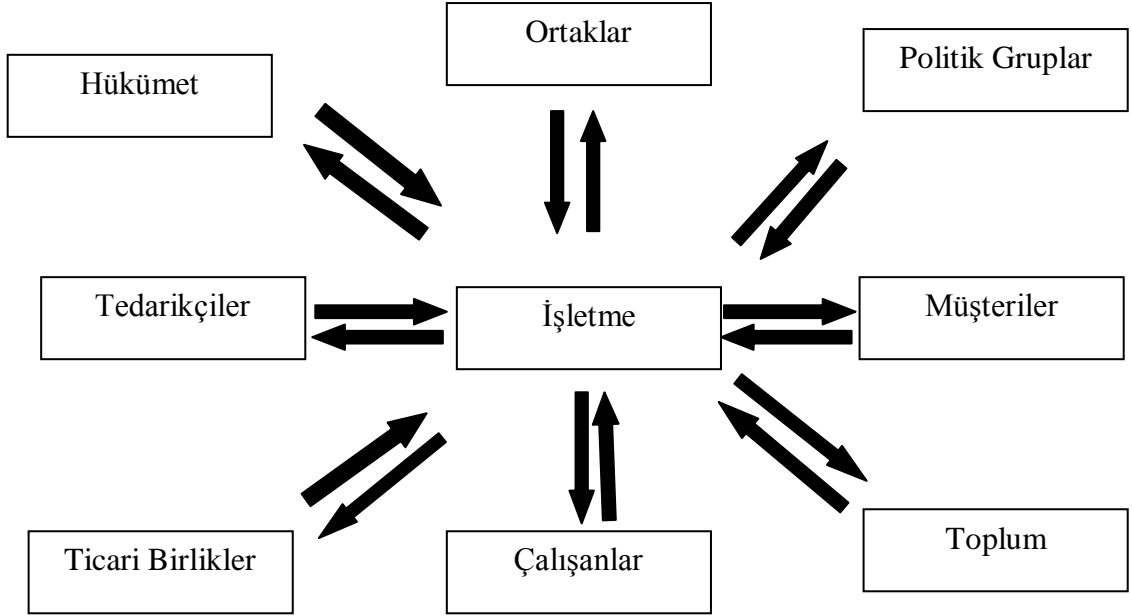 Ortaklar
Politik Gruplar
Hükümet
Tedarikçiler
İşletme
Müşteriler
Ticari Birlikler
Çalışanlar
Toplum